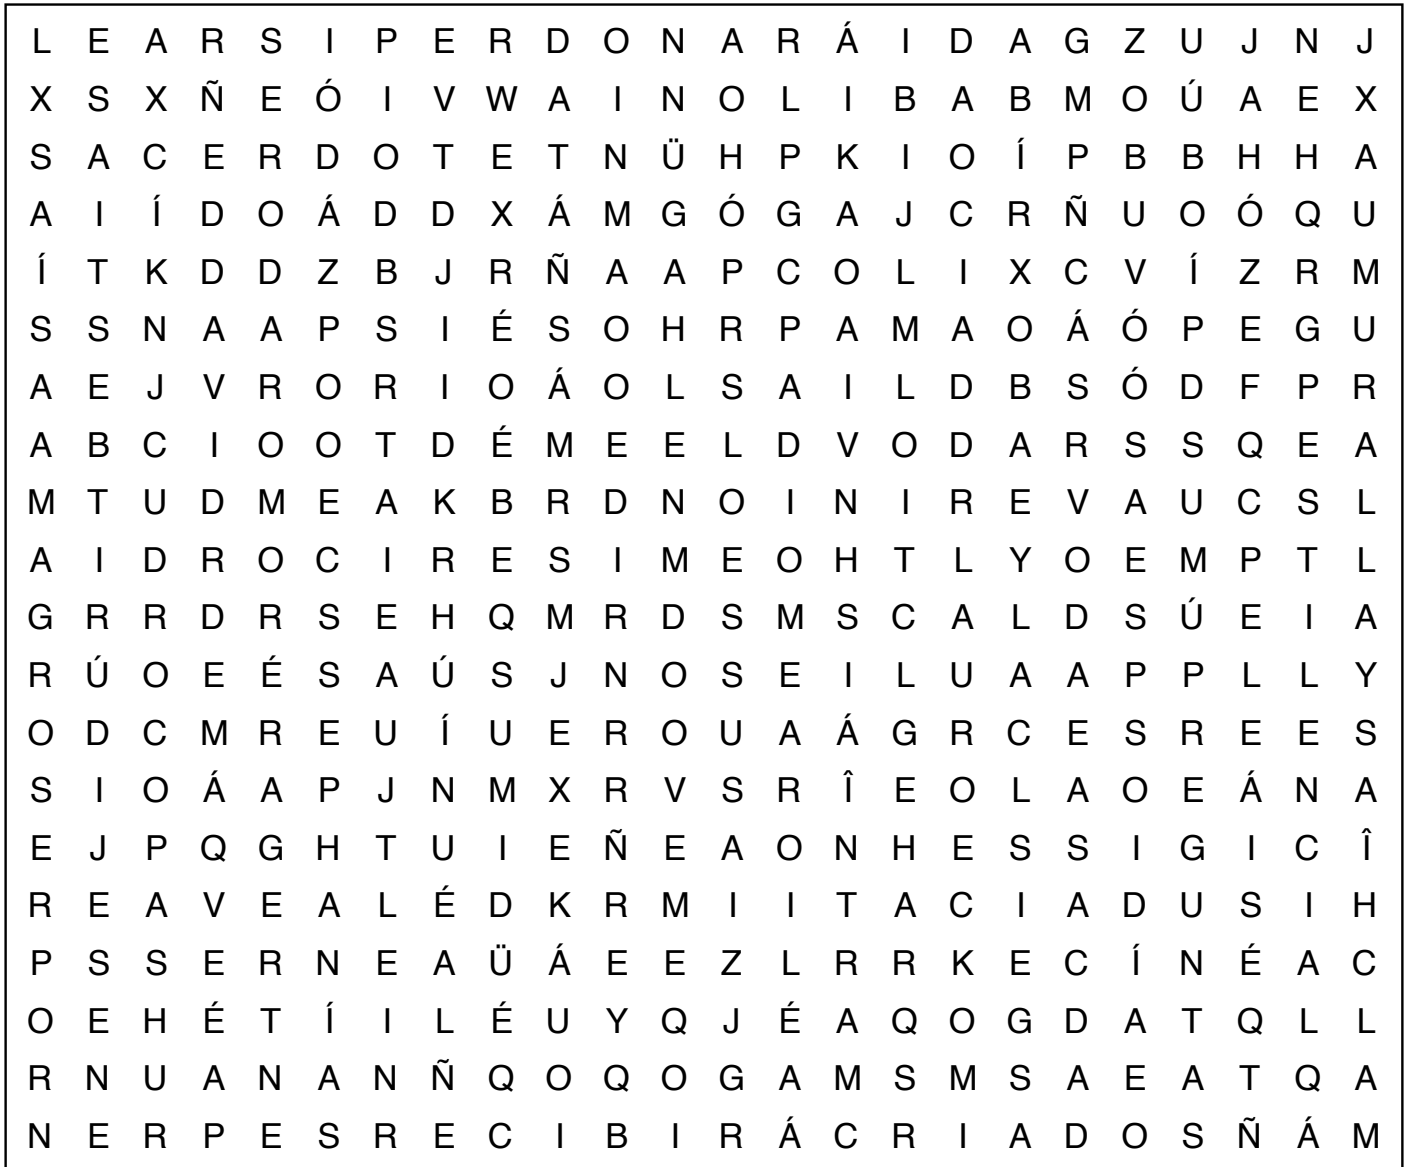 L E A R S I P E R D O N A R Á I D A G Z U J N J
X S X Ñ E Ó I V W A I N O L I B A B M O Ú A E X
S A C E R D O T E T N Ü H P K I O Í P B B H H A
A I Í D O Á D D X Á M G Ó G A J C R Ñ U O Ó Q U
Í T K D D Z B J R Ñ A A P C O L I X C V Í Z R M
S S N A A P S I É S O H R P A M A O Á Ó P E G U
A E J V R O R I O Á O L S A I L D B S Ó D F P R
A B C I O O T D É M E E L D V O D A R S S Q E A
M T U D M E A K B R D N O I N I R E V A U C S L
A I D R O C I R E S I M E O H T L Y O E M P T L
G R R D R S E H Q M R D S M S C A L D S Ú E I A
R Ú O E É S A Ú S J N O S E I L U A A P P L L Y
O D C M R E U Í U E R O U A Á G R C E S R E E S
S I O Á A P J N M X R V S R Î E O L A O E Á N A
E J P Q G H T U I E Ñ E A O N H E S S I G I C Î
R E A V E A L É D K R M I I T A C I A D U S I H
P S S E R N E A Ü Á E E Z L R R K E C Í N É A C
O E H É T Í I L É U Y Q J É A Q O G D A T Q L L
R N U A N A N Ñ Q O Q O G A M S M S A E A T Q A
N E R P E S R E C I B I R Á C R I A D O S Ñ Á M